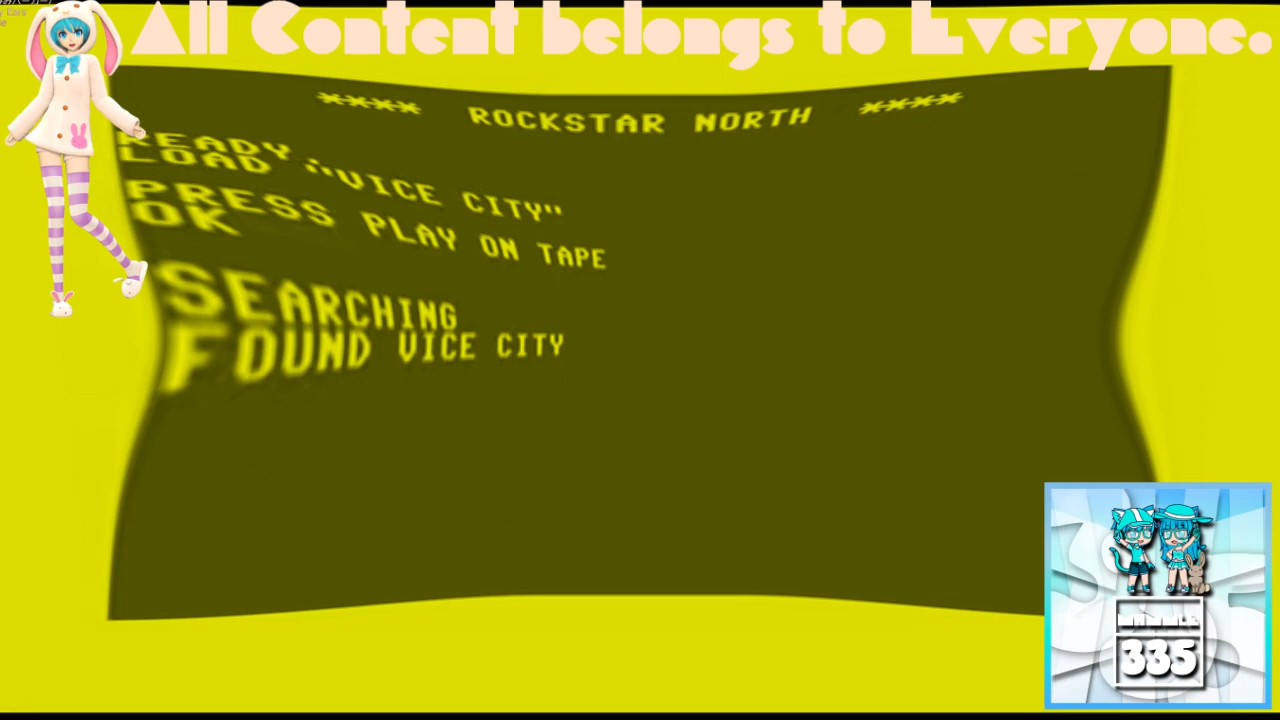 All Content belongs to Everyone.
**** ROCKSTAR NORTH ****
READY.
LOAD "VICE CITY"
PRESS PLAY ON TAPE
OK
SEARCHING
FOUND VICE CITY
335